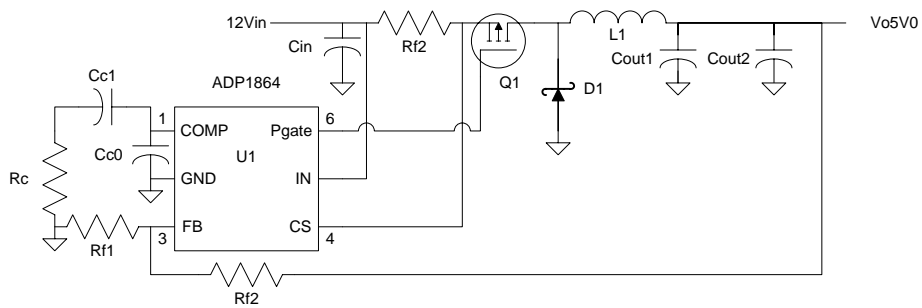 12Vin
Rf2
Vo5V0
Cin
L1
Cout1
Cout2
Q1
D1
ADP1864
Cc1
1
COMP
Pgate
6
U1
Cc0
GND
IN
Rc
FB
CS
3
4
Rf1
Rf2